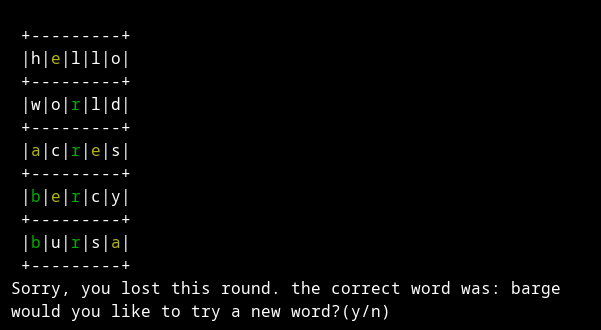 +---------+
|h|e|l|l|o|
+---------+
|w|o|r|l|d|
+---------+
|a|c|r|e|s|
+---------+
|b|e|r|c|y|
+---------+
|b|u|r|s|a|
+---------+
Sorry, you lost this round. the correct word was: barge
would you like to try a new word?(y/n)